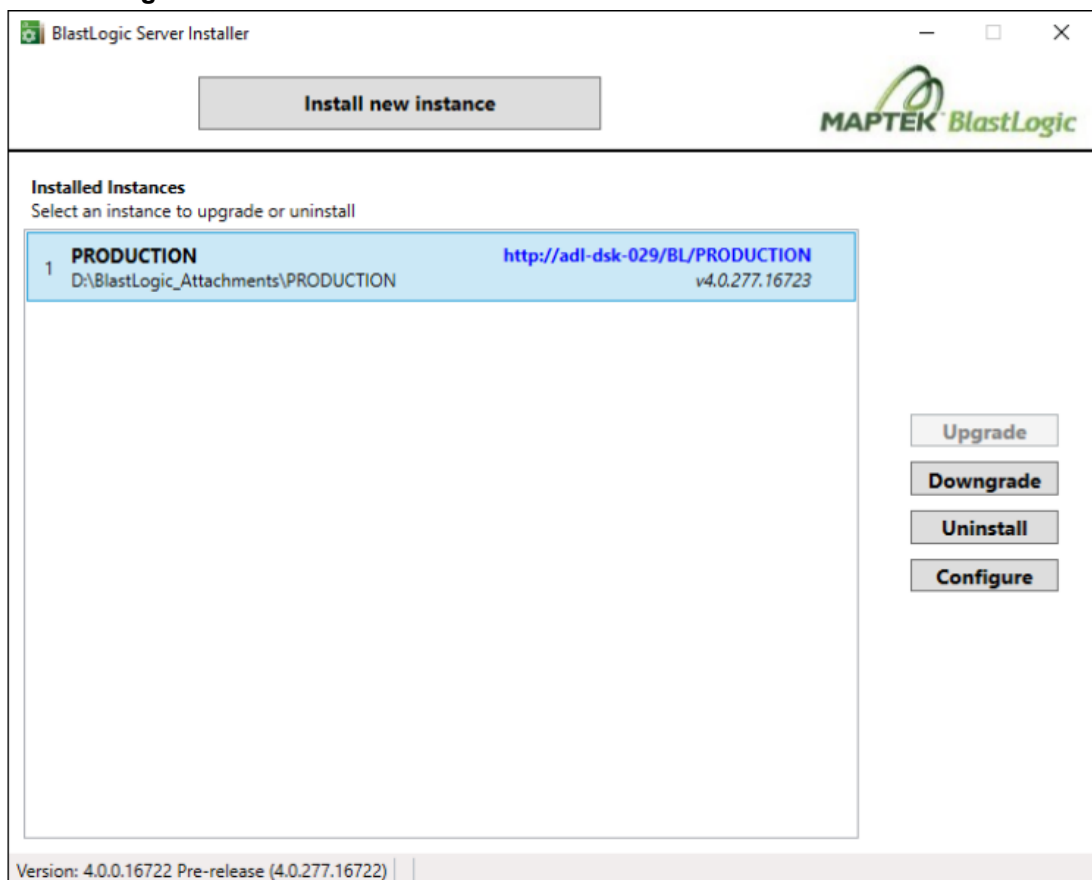 BlastLogic Server Installer
Install new instance
MAPTEK BlastLogic
Installed Instances
Select an instance to upgrade or uninstall
1 PRODUCTION http://adl-dsk-029/BL/PRODUCTION
D:\BlastLogic_Attachments\PRODUCTION v4.0.277.16723
Upgrade
Downgrade
Uninstall
Configure
Version: 4.0.0.16722 Pre-release (4.0.277.16722)